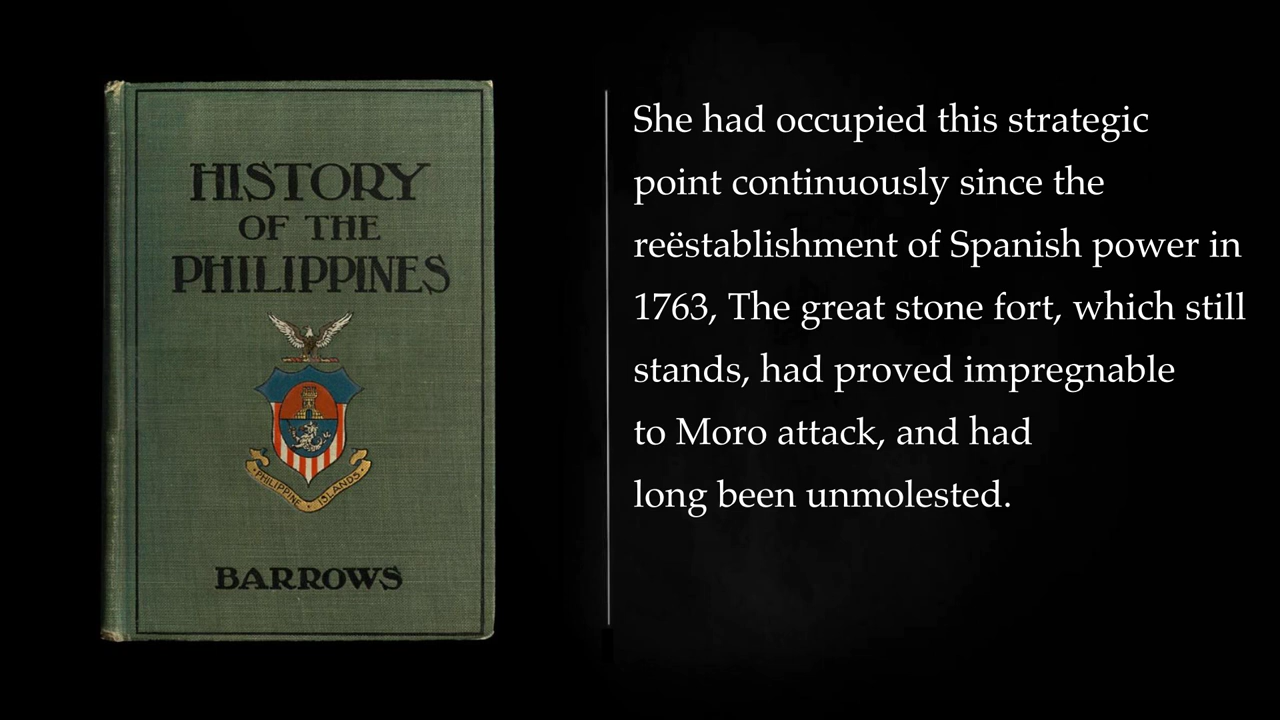 HISTORY
OF THE
PHILIPPINES
PHILIPPINE ISLANDS
BARROWS
She had occupied this strategic
point continuously since the
reëstablishment of Spanish power in
1763, The great stone fort, which still
stands, had proved impregnable
to Moro attack, and had
long been unmolested.